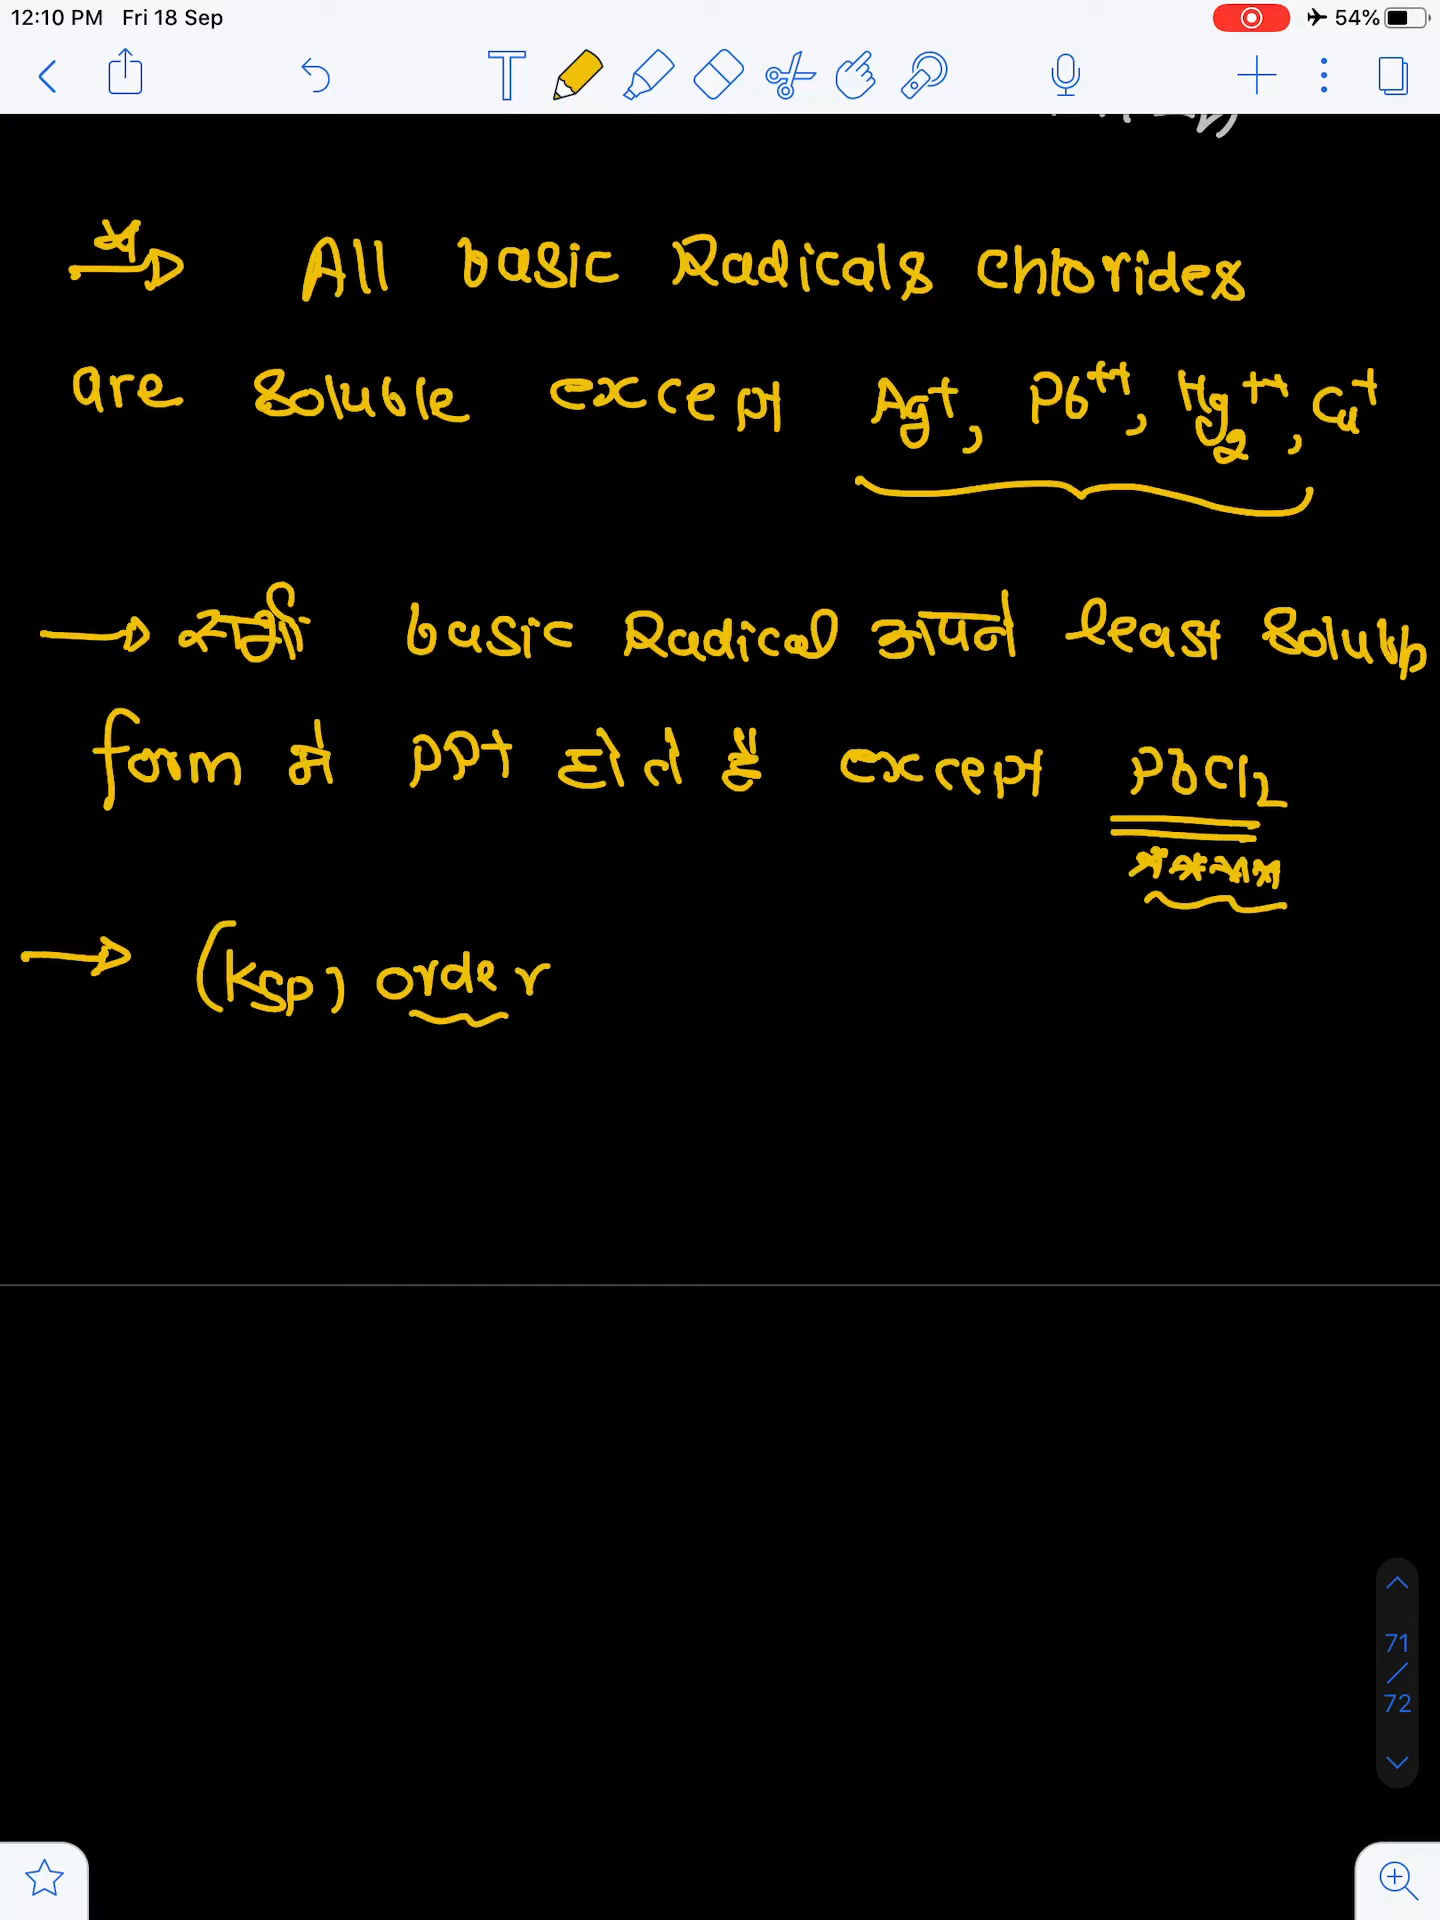 12:10 PM Fri 18 Sep 54%
All basic Radicals Chlorides
are soluble except Ag+, Pb++, Hg2++, Cu+
→ सभी basic Radical अपने least soluble
form में ppt होते हैं except PbCl2
→ (Ksp) order
71
/
72